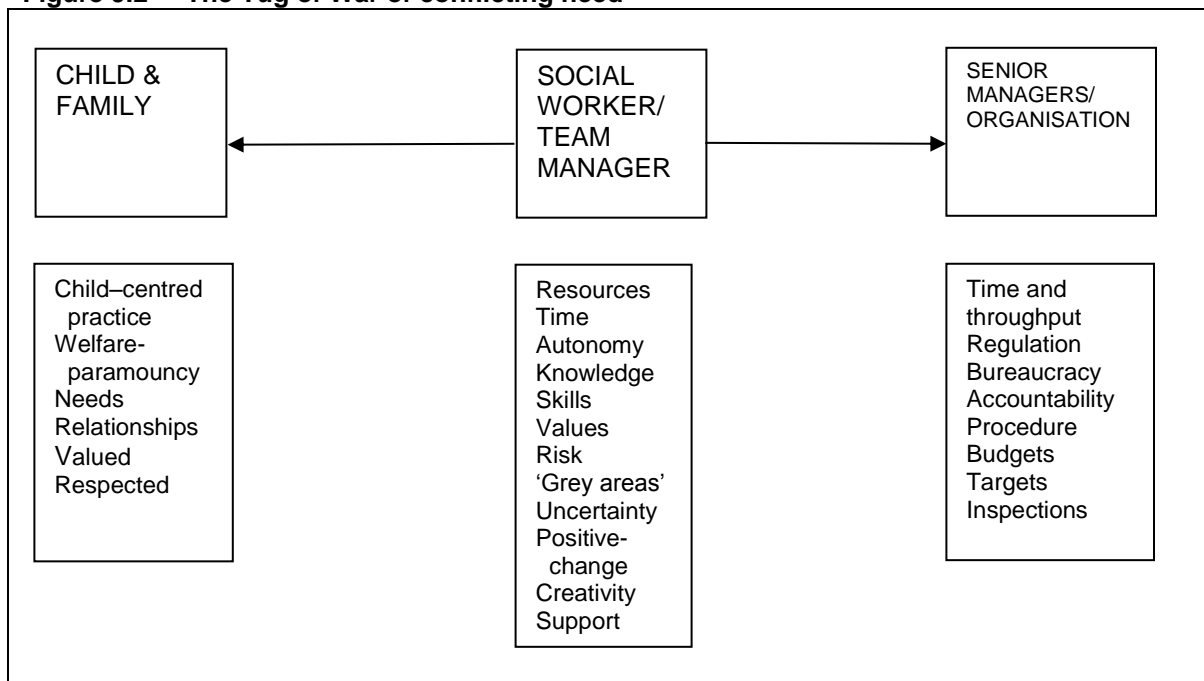 CHILD &
FAMILY
SOCIAL
WORKER/
TEAM
MANAGER
SENIOR
MANAGERS/
ORGANISATION
Child–centred
practice
Welfare-
paramouncy
Needs
Relationships
Valued
Respected
Resources
Time
Autonomy
Knowledge
Skills
Values
Risk
‘Grey areas’
Uncertainty
Positive-
change
Creativity
Support
Time and
throughput
Regulation
Bureaucracy
Accountability
Procedure
Budgets
Targets
Inspections